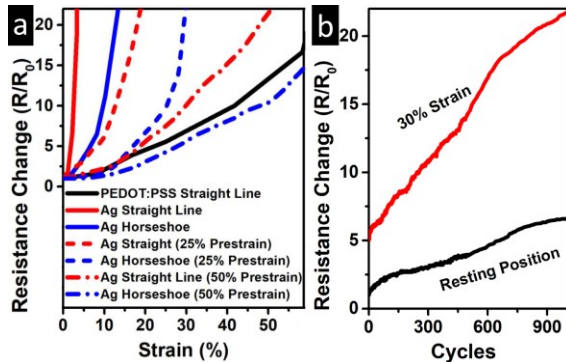 a
Resistance Change (R/R0)
20
15
10
5
0
PEDOT:PSS Straight Line
Ag Straight Line
Ag Horseshoe
Ag Straight (25% Prestrain)
Ag Horseshoe (25% Prestrain)
Ag Straight Line (50% Prestrain)
Ag Horseshoe (50% Prestrain)
0 10 20 30 40 50
Strain (%)
b
Resistance Change (R/R0)
20
15
10
5
0
30% Strain
Resting Position
0 300 600 900
Cycles